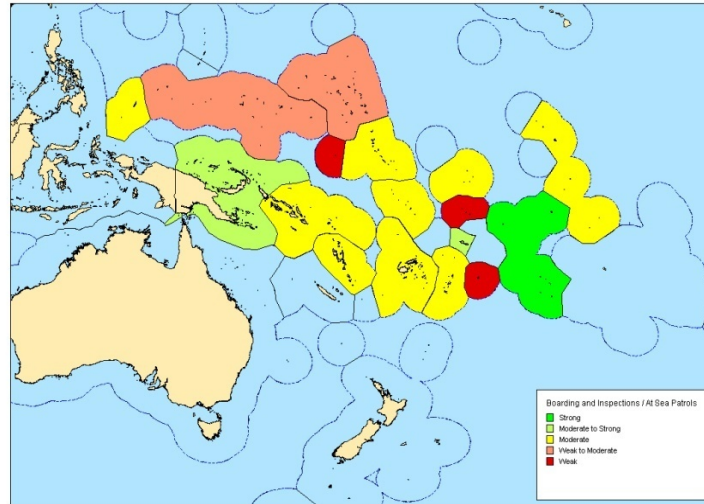 Boarding and Inspections / At Sea Patrols
Strong
Moderate to Strong
Moderate
Weak to Moderate
Weak